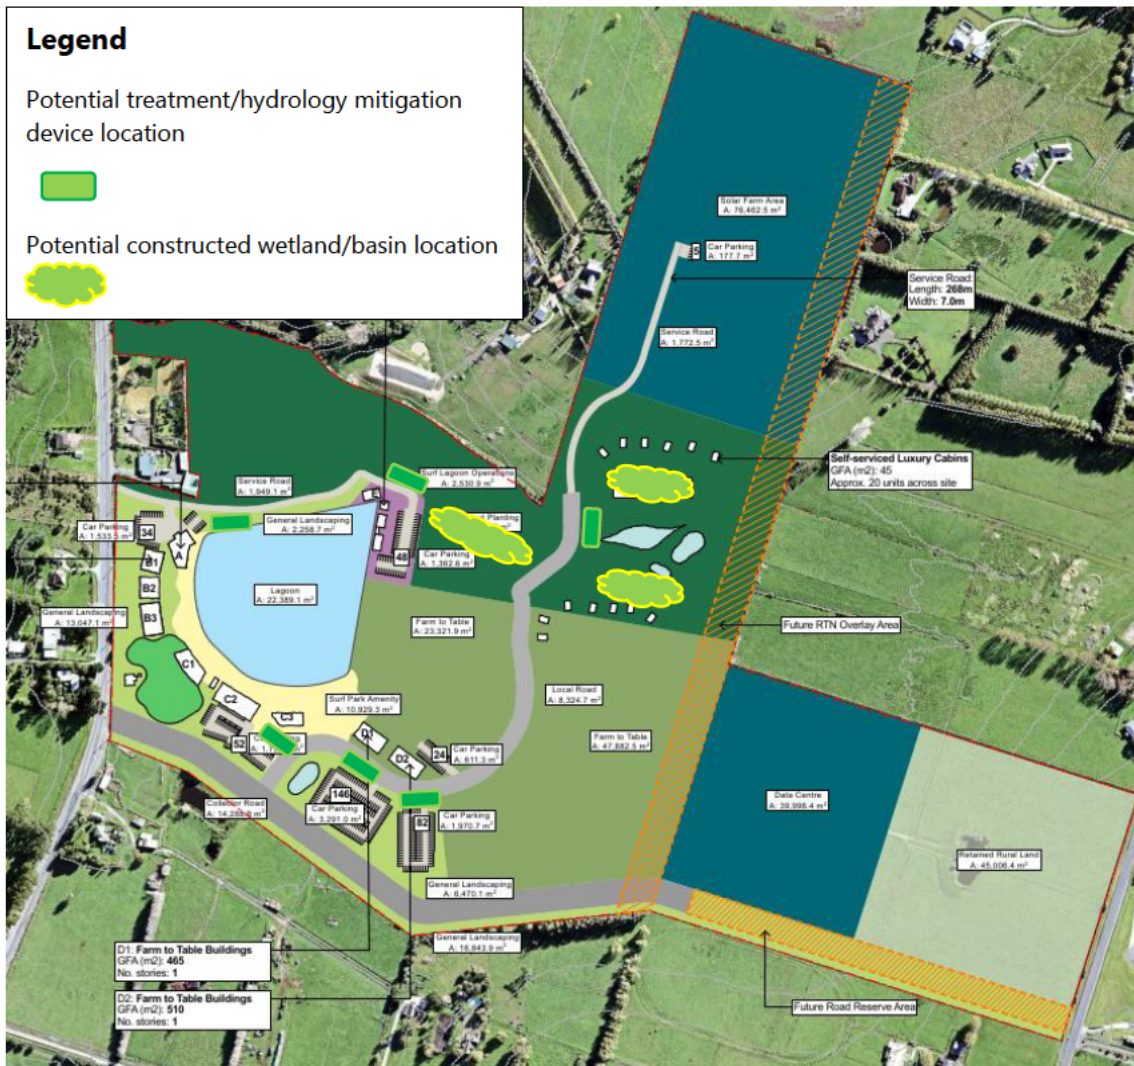 Legend
Potential treatment/hydrology mitigation
device location
Potential constructed wetland/basin location
Solar Farm Area
A: 76,462.5 m²
5
Car Parking
A: 177.7 m²
Service Road:
Length: 268m
Width: 7.0m
Service Road
A: 1,772.5 m²
Self-serviced Luxury Cabins
GFA (m2): 45
Approx. 20 units across site
Surf Lagoon Operations
A: 2,530.9 m²
Service Road
A: 1,949.1 m²
General Landscaping
A: 2,258.7 m²
Planting
Car Parking
A: 1,533.5 m²
34
E
48
Car Parking
A: 1,362.6 m²
A
B1
B2
B3
Lagoon
A: 22,389.1 m²
General Landscaping
A: 13,047.1 m²
Farm to Table
A: 23,321.9 m²
Future RTN Overlay Area
C1
C2
C3
Surf Park Amenity
A: 10,929.3 m²
Local Road
A: 8,324.7 m²
D1
D2
24
Car Parking
A: 611.3 m²
Farm to Table
A: 47,882.5 m²
52
146
Car Parking
A: 3,291.0 m²
82
Car Parking
A: 1,970.7 m²
Collector Road
Data Centre
A: 39,998.4 m²
Retained Rural Land
A: 45,006.4 m²
General Landscaping
A: 6,470.1 m²
General Landscaping
A: 16,843.9 m²
D1: Farm to Table Buildings
GFA (m2): 465
No. stories: 1
D2: Farm to Table Buildings
GFA (m2): 510
No. stories: 1
Future Road Reserve Area